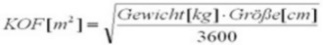 KOF[m²] = √(Gewicht[kg] · Größe[cm] / 3600)